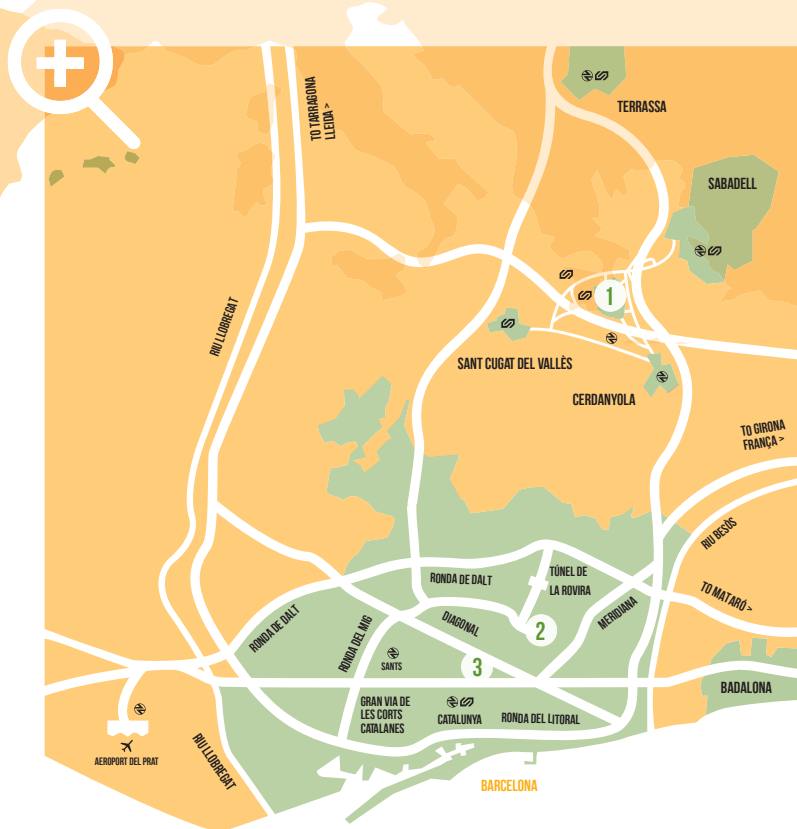 TO TARRAGONA
LLEIDA >
TERRASSA
SABADELL
1
RIU LLOBREGAT
SANT CUGAT DEL VALLÈS
CERDANYOLA
TO GIRONA
FRANÇA >
RIU BESÒS
RONDA DE DALT
TÚNEL DE
LA ROVIRA
TO MATARÓ >
RONDA DE DALT
RONDA DEL MIG
DIAGONAL
2
MERIDIANA
SANTS
3
BADALONA
GRAN VIA DE
LES CORTS
CATALANES
CATALUNYA
RONDA DEL LITORAL
RIU LLOBREGAT
AEROPORT DEL PRAT
BARCELONA